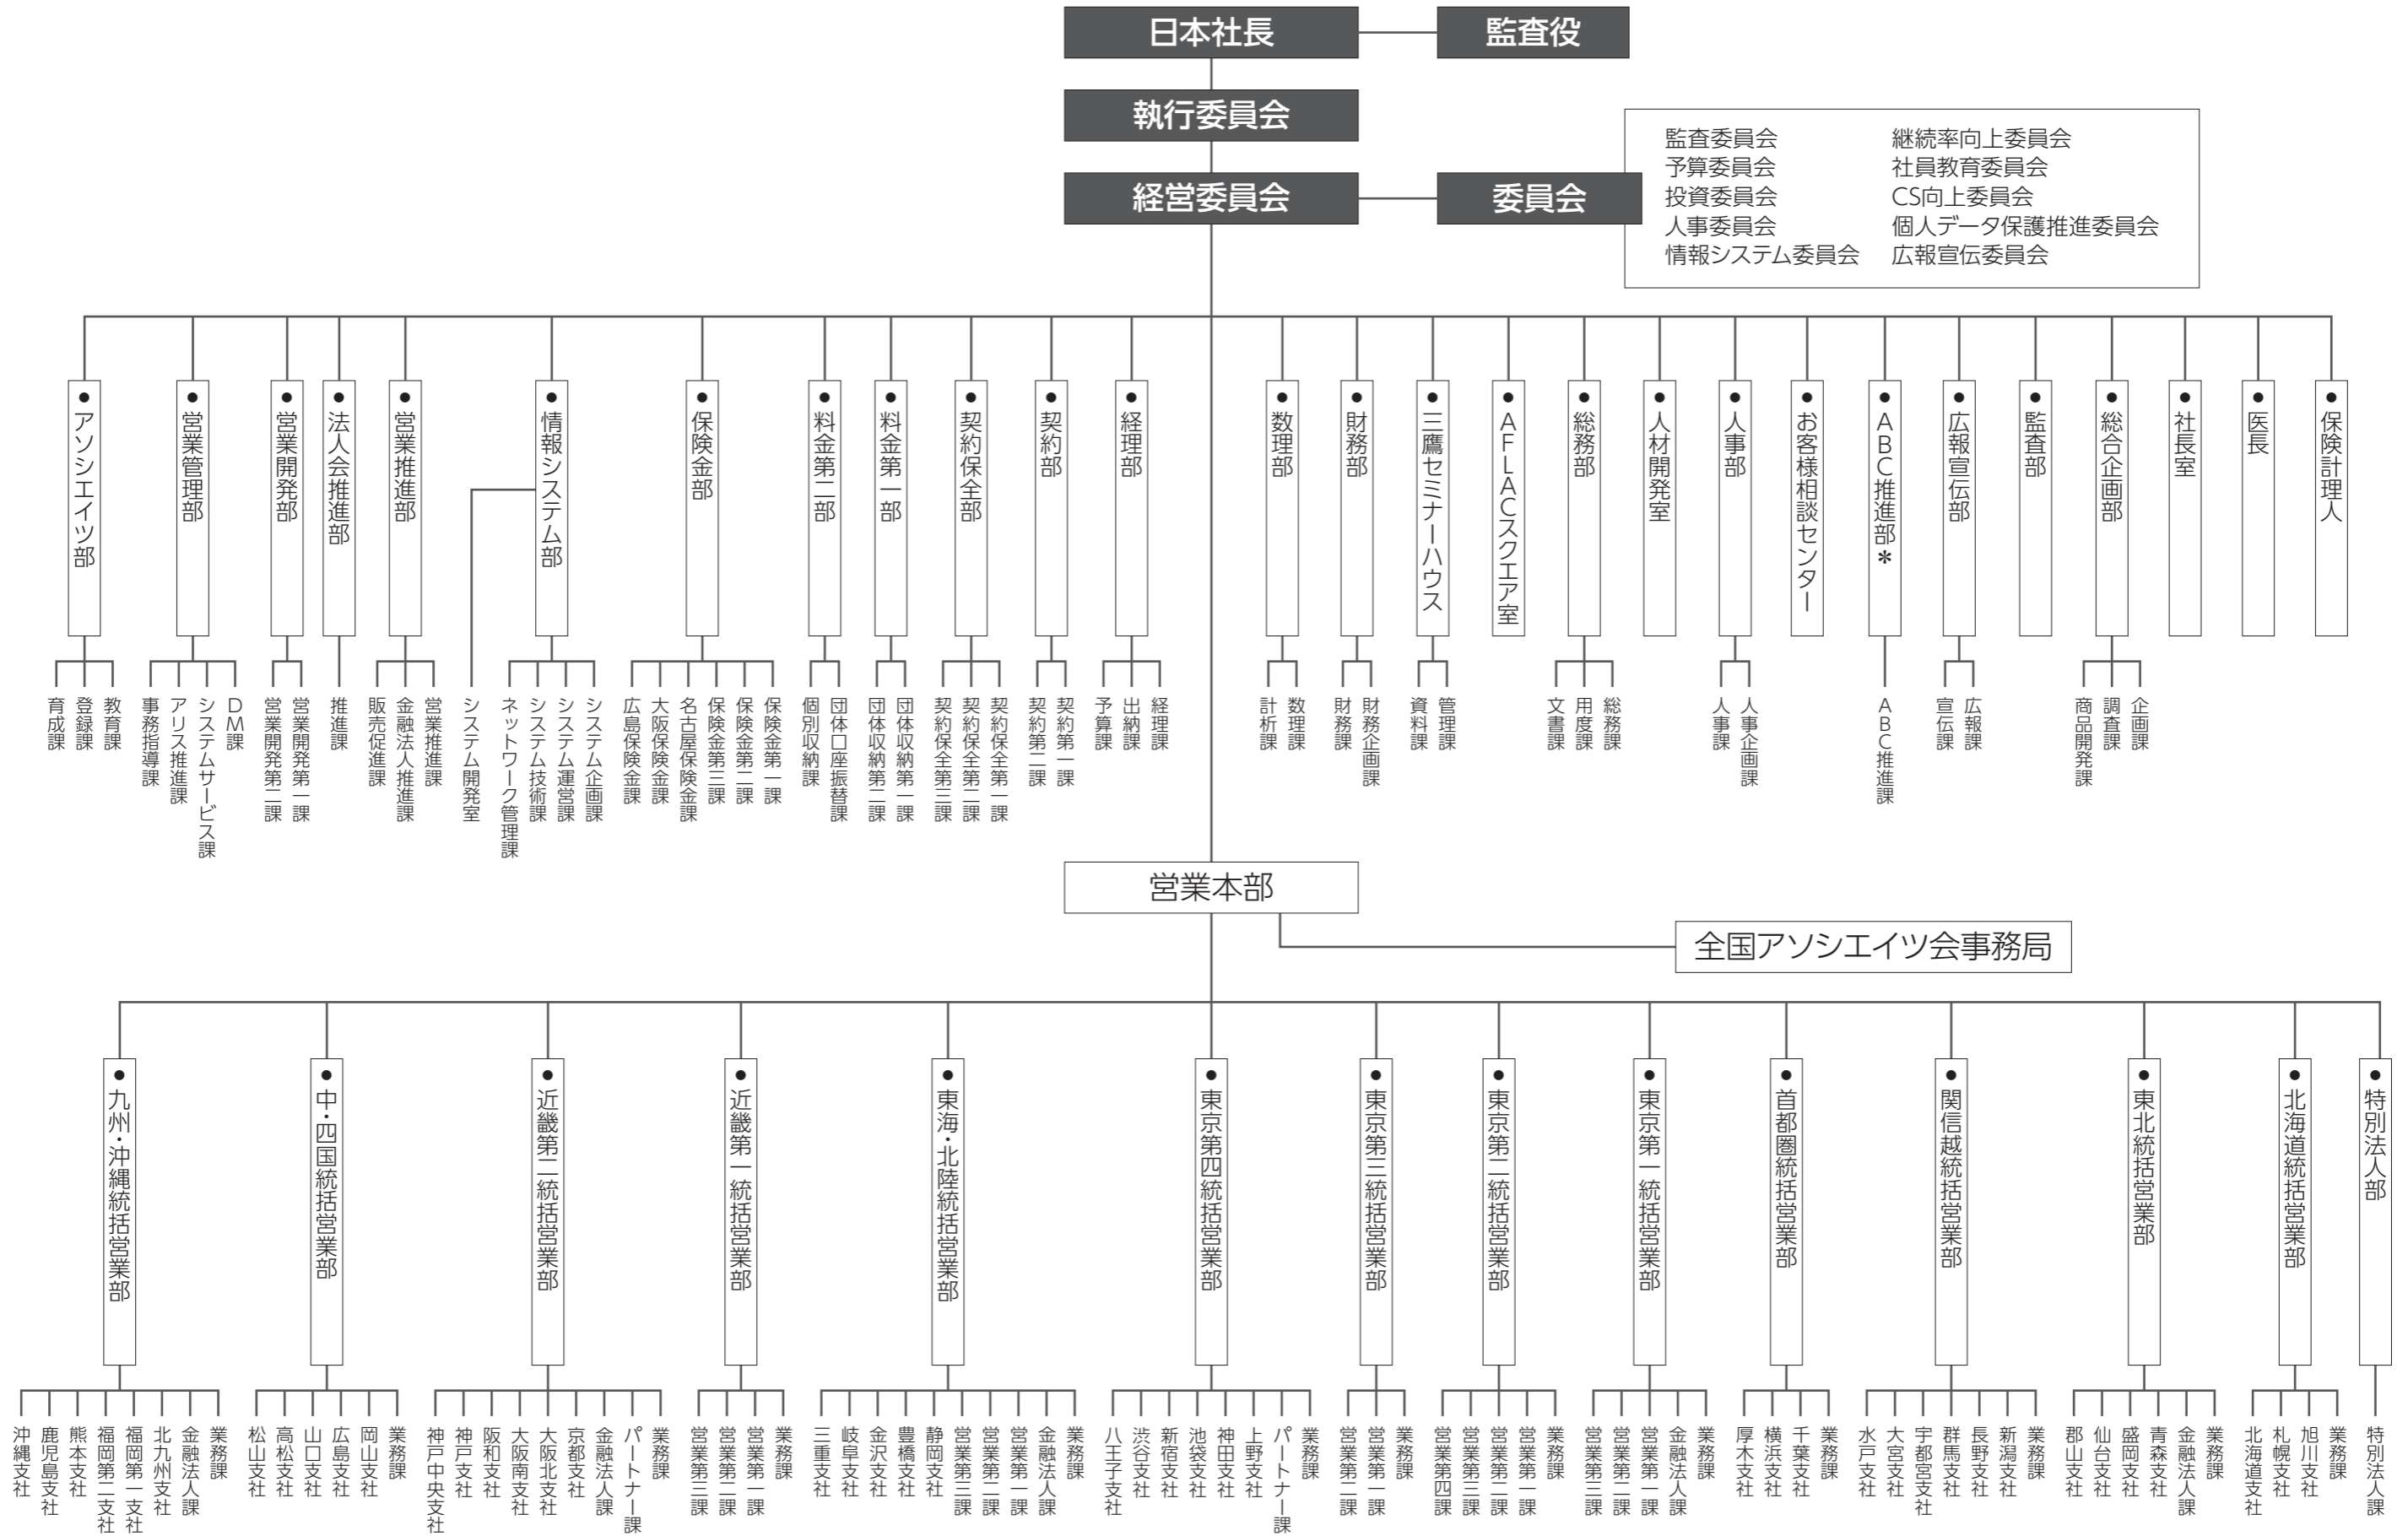 日本社長
監査役
執行委員会
経営委員会
委員会
監査委員会
予算委員会
投資委員会
人事委員会
情報システム委員会
継続率向上委員会
社員教育委員会
CS向上委員会
個人データ保護推進委員会
広報宣伝委員会
●保険計理人
●医長
●社長室
●総合企画部
企画課
調査課
商品開発課
●監査部
●広報宣伝部
広報課
宣伝課
●ABC推進部＊
ABC推進課
●お客様相談センター
●人事部
人事企画課
人事課
●人材開発室
●総務部
総務課
用度課
文書課
●AFLACスクエア室
●三鷹セミナーハウス
管理課
資料課
●財務部
財務企画課
財務課
●数理部
数理課
計析課
●経理部
経理課
出納課
予算課
●契約部
契約第一課
契約第二課
●契約保全部
契約保全第一課
契約保全第二課
契約保全第三課
●料金第一部
団体収納第一課
団体収納第二課
●料金第二部
団体口座振替課
個別収納課
●保険金部
保険金第一課
保険金第二課
保険金第三課
名古屋保険金課
大阪保険金課
広島保険金課
●情報システム部
システム企画課
システム運営課
システム技術課
ネットワーク管理課
システム開発室
●営業推進部
営業推進課
金融法人推進課
販売促進課
●法人会推進部
推進課
●営業開発部
営業開発第一課
営業開発第二課
●営業管理部
DM課
システムサービス課
アリス推進課
事務指導課
●アソシエイツ部
教育課
登録課
育成課
営業本部
全国アソシエイツ会事務局
●特別法人部
特別法人課
●北海道統括営業部
業務課
旭川支社
札幌支社
北海道支社
●東北統括営業部
業務課
金融法人課
青森支社
盛岡支社
仙台支社
郡山支社
●関信越統括営業部
業務課
新潟支社
長野支社
群馬支社
宇都宮支社
大宮支社
水戸支社
●首都圏統括営業部
業務課
千葉支社
横浜支社
厚木支社
●東京第一統括営業部
業務課
金融法人課
営業第一課
営業第二課
営業第三課
●東京第二統括営業部
業務課
営業第一課
営業第二課
営業第三課
営業第四課
●東京第三統括営業部
業務課
営業第一課
営業第二課
●東京第四統括営業部
業務課
パートナー課
上野支社
神田支社
池袋支社
新宿支社
渋谷支社
八王子支社
●東海・北陸統括営業部
業務課
金融法人課
営業第一課
営業第二課
営業第三課
静岡支社
豊橋支社
金沢支社
岐阜支社
三重支社
●近畿第一統括営業部
業務課
営業第一課
営業第二課
営業第三課
●近畿第二統括営業部
業務課
パートナー課
金融法人課
京都支社
大阪北支社
大阪南支社
阪和支社
神戸支社
神戸中央支社
●中・四国統括営業部
業務課
岡山支社
広島支社
山口支社
高松支社
松山支社
●九州・沖縄統括営業部
業務課
金融法人課
北九州支社
福岡第一支社
福岡第二支社
熊本支社
鹿児島支社
沖縄支社